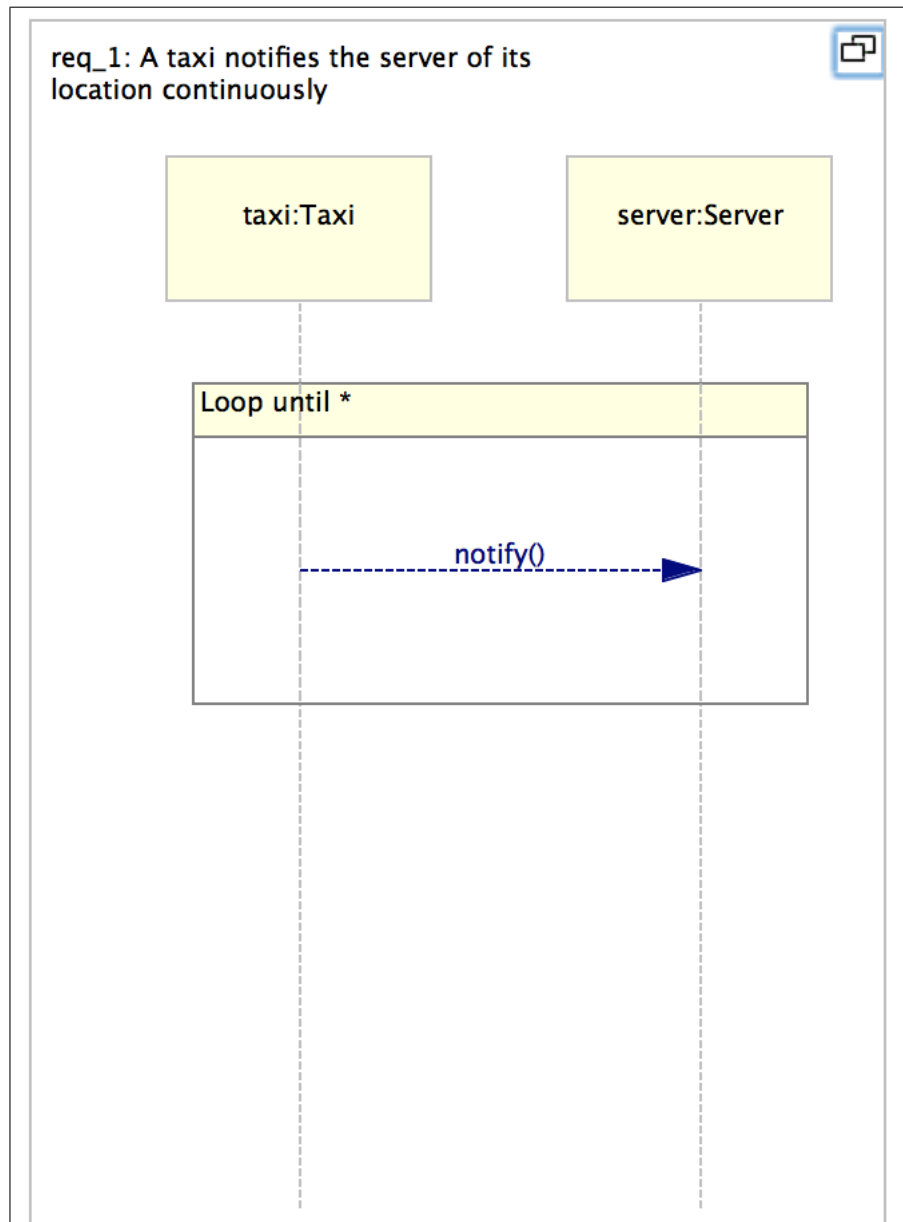 req_1: A taxi notifies the server of its
location continuously
taxi:Taxi
server:Server
Loop until *
notify()